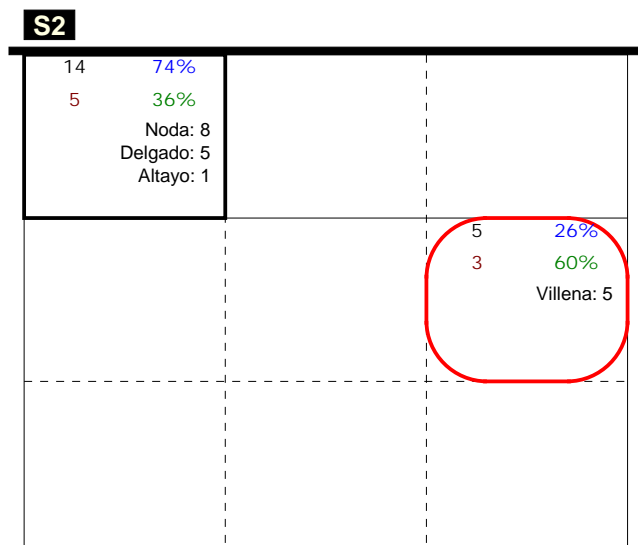 S2
14 74%
5 36%
Noda: 8
Delgado: 5
Altayo: 1
5 26%
3 60%
Villena: 5